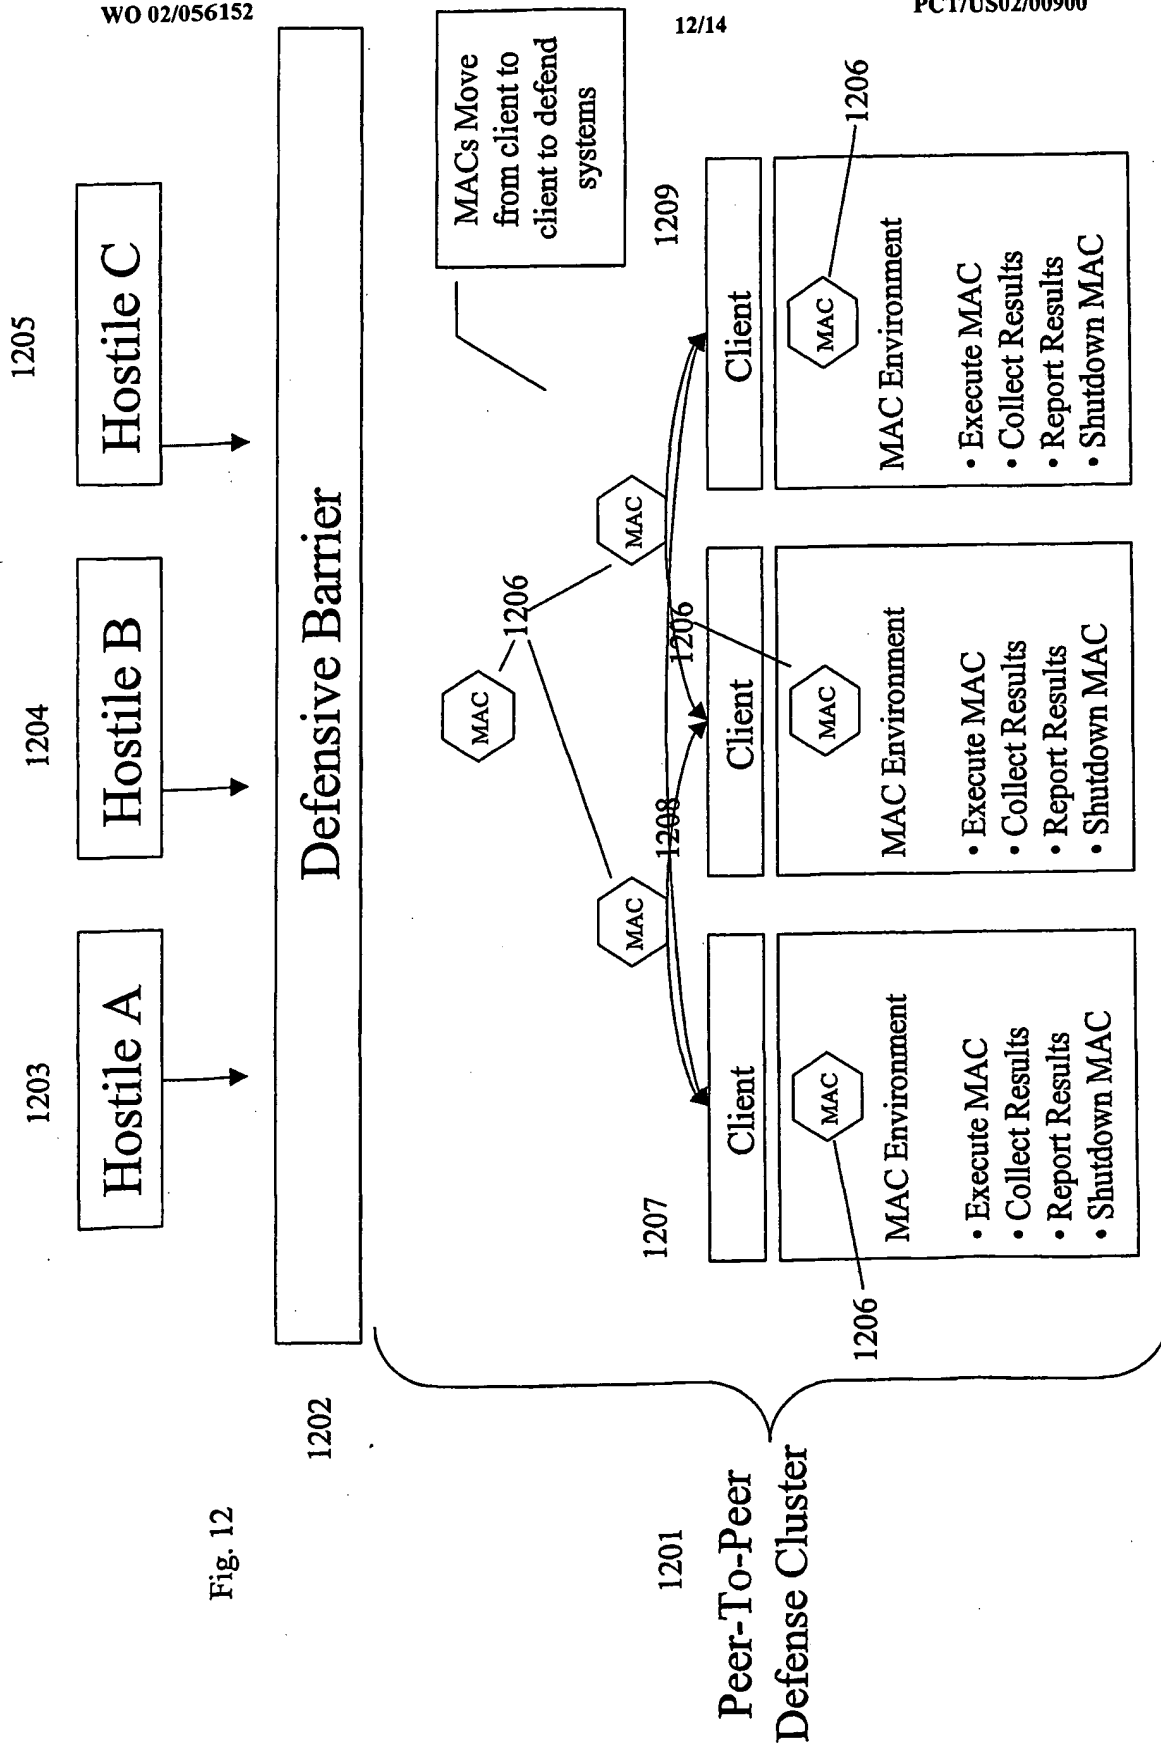 WO 02/056152
12/14
PCT/US02/00900
Fig. 12
1203
1204
1205
Hostile A
Hostile B
Hostile C
1202
Defensive Barrier
MACs Move
from client to
client to defend
systems
MAC
1206
MAC
MAC
1201
Peer-To-Peer
Defense Cluster
1207
1208
1206
1209
Client
Client
Client
1206
MAC
MAC
MAC
1206
MAC Environment
• Execute MAC
• Collect Results
• Report Results
• Shutdown MAC
MAC Environment
• Execute MAC
• Collect Results
• Report Results
• Shutdown MAC
MAC Environment
• Execute MAC
• Collect Results
• Report Results
• Shutdown MAC